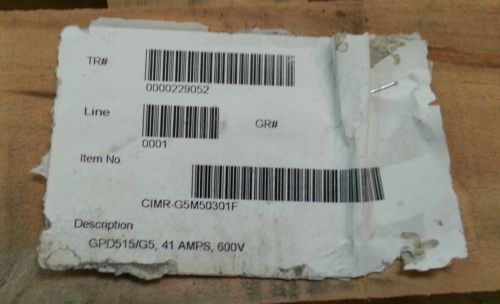 TR#
0000229052
Line
0001
GR#
Item No.
CIMR-G5M50301F
Description
GPD515/G5, 41 AMPS, 600V